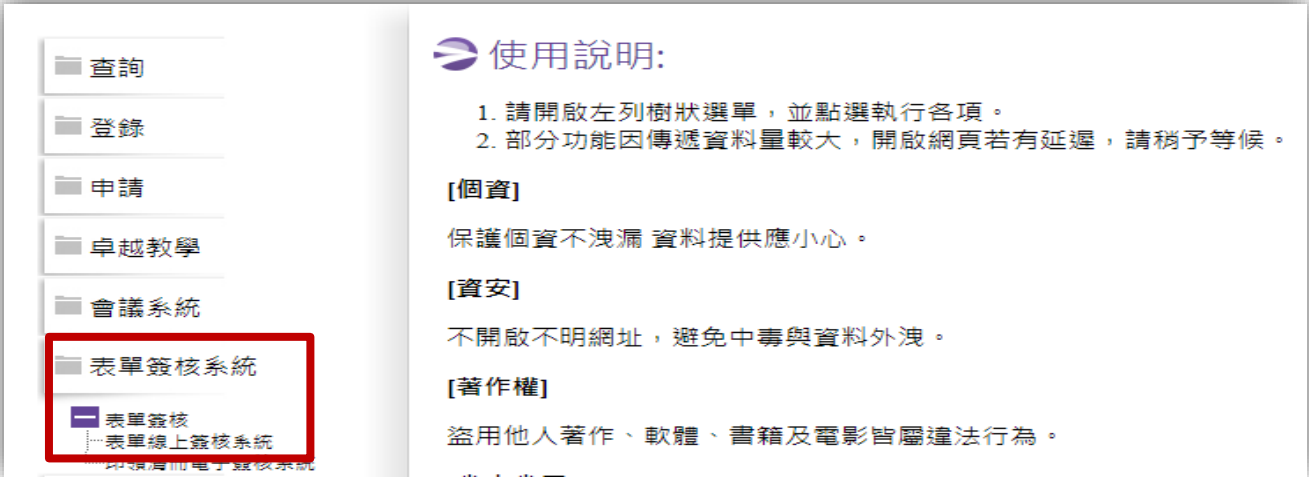 查詢
登錄
申請
卓越教學
會議系統
表單簽核系統
表單簽核
表單線上簽核系統
使用說明:
1. 請開啟左列樹狀選單，並點選執行各項。
2. 部分功能因傳遞資料量較大，開啟網頁若有延遲，請稍予等候。
[個資]
保護個資不洩漏 資料提供應小心。
[資安]
不開啟不明網址，避免中毒與資料外洩。
[著作權]
盜用他人著作、軟體、書籍及電影皆屬違法行為。